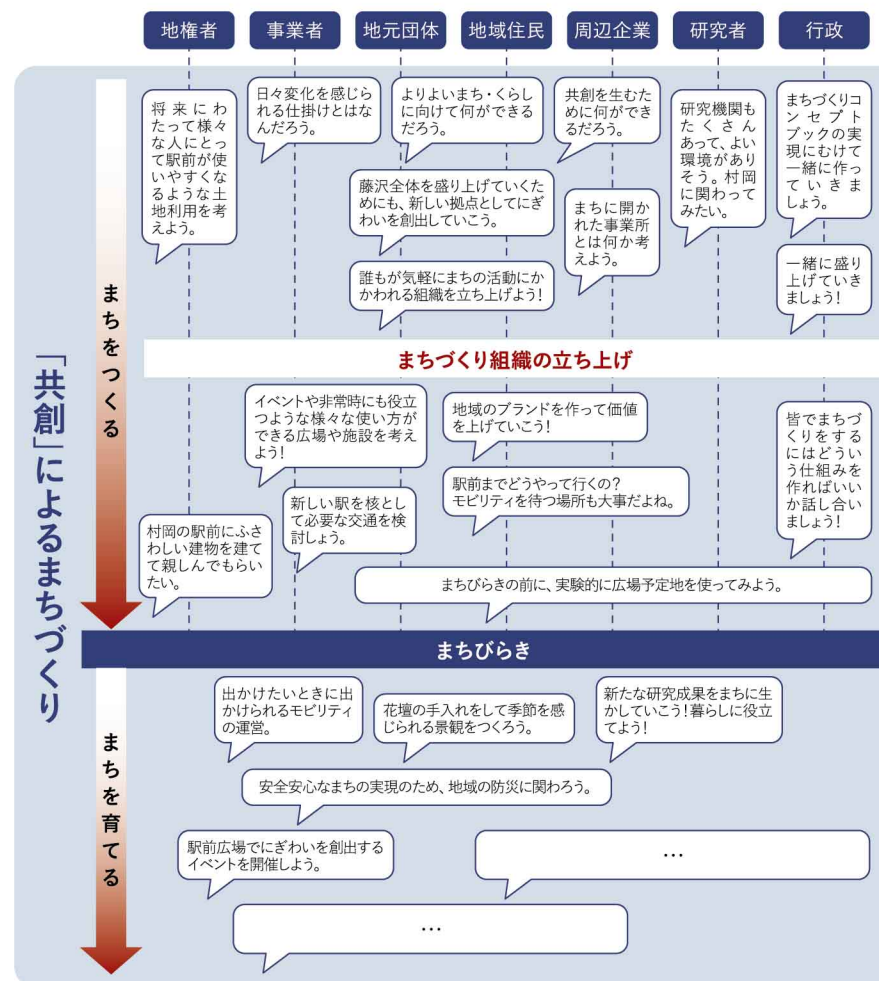 地権者
事業者
地元団体
地域住民
周辺企業
研究者
行政
「共創」によるまちづくり
まちをつくる
将来にわ
たって様々
な人にとっ
て駅前が使
いやすくな
るような土
地利用を考
えよう。
日々変化を感じら
れる仕掛けとはな
んだろう。
よりよいまち・くらし
に向けて何ができる
だろう。
共創を生むため
に何ができ
るだろう。
研究機関も
たくさん
あって、よい
環境があり
そう。村岡
に関わって
みたい。
まちづくりコ
ンセプト
ブックの実
現にむけて
一緒に作っ
ていきま
しょう。
藤沢全体を盛り上げていくた
めにも、新しい拠点としてにぎ
わいを創出していこう。
まちに開か
れた事業所
とは何か考
えよう。
一緒に盛り
上げていき
ましょう!
誰もが気軽にまちの活動にか
かわれる組織を立ち上げよう!
まちづくり組織の立ち上げ
イベントや非常時にも役立
つような様々な使い方が
できる広場や施設を考え
よう!
地域のブランドを作って価値
を上げていこう!
皆でまちづ
くりをする
にはどうい
う仕組みを
作ればいい
か話し合い
ましょう!
駅前までどうやって行くの?
モビリティを待つ場所も大事だよね。
新しい駅を核とし
て必要な交通を検
討しよう。
村岡の駅前にふさ
わしい建物を建て
て親しんでもらい
たい。
まちびらきの前に、実験的に広場予定地を使ってみよう。
まちびらき
まちを育てる
出かけたいときに出
かけられるモビリティ
の運営。
花壇の手入れをして季節を感
じられる景観をつくろう。
新たな研究成果をまちに生
かしていこう!暮らしに役立
てよう!
安全安心なまちの実現のため、地域の防災に関わろう。
駅前広場でにぎわいを創出する
イベントを開催しよう。
…
…